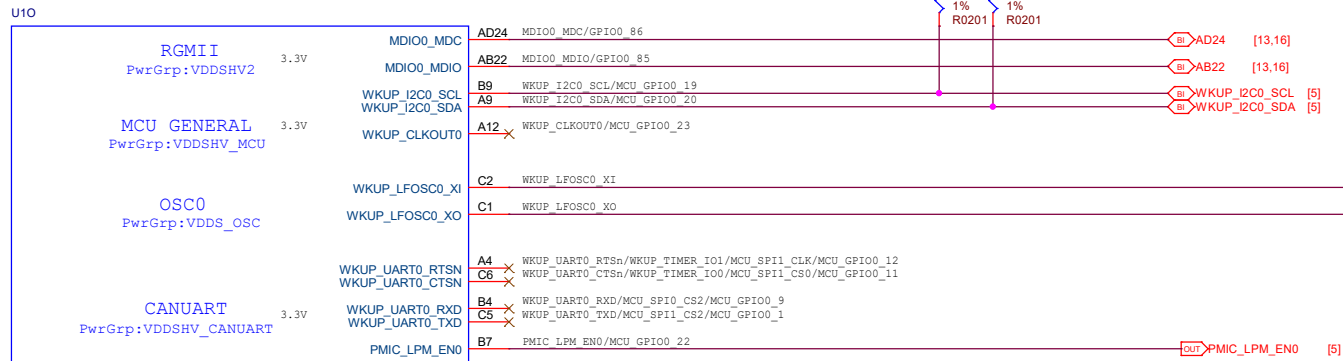 U1O
1% 1%
R0201 R0201
RGMII
PwrGrp:VDDSHV2
3.3V
MDIO0_MDC AD24 MDIO0_MDC/GPIO0_86 BI AD24 [13,16]
MDIO0_MDIO AB22 MDIO0_MDIO/GPIO0_85 BI AB22 [13,16]
WKUP_I2C0_SCL B9 WKUP_I2C0_SCL/MCU_GPIO0_19 BI WKUP_I2C0_SCL [5]
WKUP_I2C0_SDA A9 WKUP_I2C0_SDA/MCU_GPIO0_20 BI WKUP_I2C0_SDA [5]
MCU GENERAL 3.3V
PwrGrp:VDDSHV_MCU
WKUP_CLKOUT0 A12 WKUP_CLKOUT0/MCU_GPIO0_23
WKUP_LFOSC0_XI C2 WKUP_LFOSC0_XI
OSC0
PwrGrp:VDDS_OSC
WKUP_LFOSC0_XO C1 WKUP_LFOSC0_XO
WKUP_UART0_RTSN A4 WKUP_UART0_RTSn/WKUP_TIMER_IO1/MCU_SPI1_CLK/MCU_GPIO0_12
WKUP_UART0_CTSN C6 WKUP_UART0_CTSn/WKUP_TIMER_IO0/MCU_SPI1_CS0/MCU_GPIO0_11
CANUART 3.3V
PwrGrp:VDDSHV_CANUART
WKUP_UART0_RXD B4 WKUP_UART0_RXD/MCU_SPI0_CS2/MCU_GPIO0_9
WKUP_UART0_TXD C5 WKUP_UART0_TXD/MCU_SPI1_CS2/MCU_GPIO0_1
PMIC_LPM_EN0 B7 PMIC_LPM_EN0/MCU_GPIO0_22 OUT PMIC_LPM_EN0 [5]